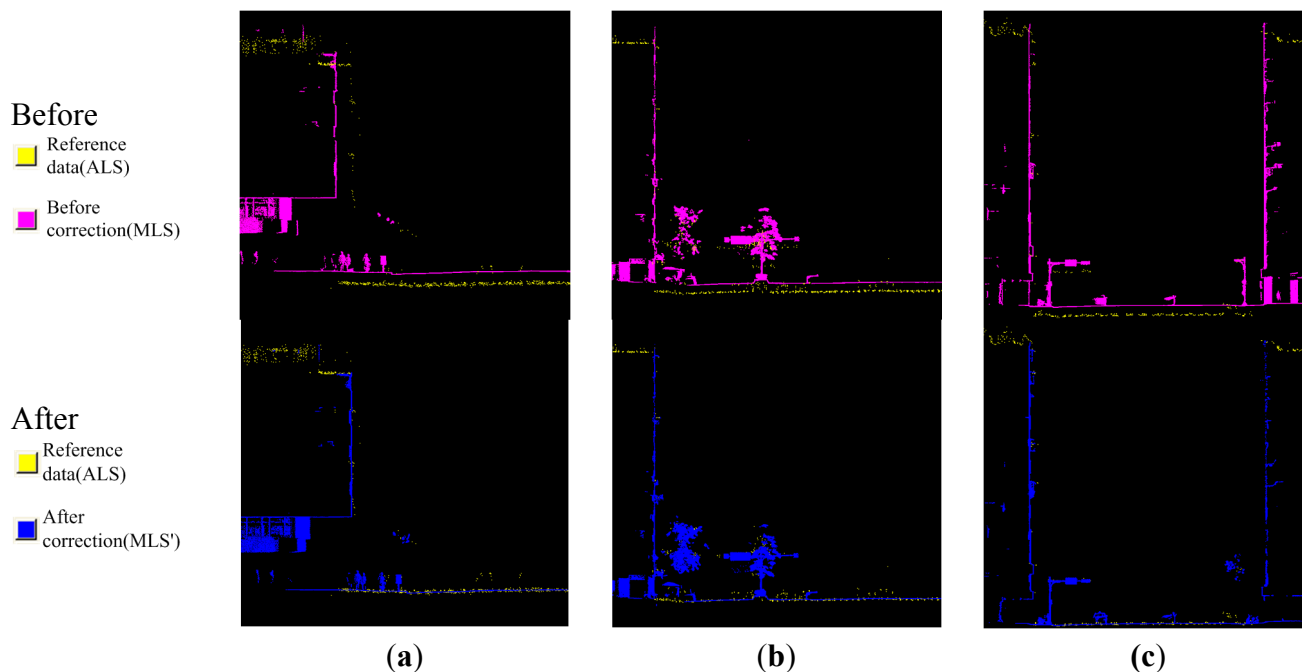 Before
Reference
data(ALS)
Before
correction(MLS)
After
Reference
data(ALS)
After
correction(MLS')
(a)
(b)
(c)